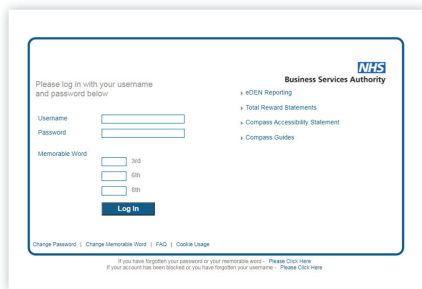 NHS
Business Services Authority
Please log in with your username
and password below
› eDEN Reporting
› Total Reward Statements
Username
› Compass Accessibility Statement
Password
› Compass Guides
Memorable Word
3rd
6th
8th
Log In
Change Password | Change Memorable Word | FAQ | Cookie Usage
If you have forgotten your password or your memorable word - Please Click Here
If your account has been blocked or you have forgotten your username - Please Click Here